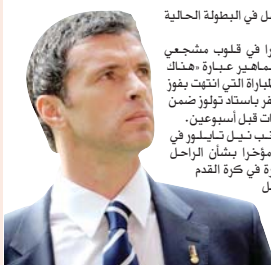 ل في البطولة الحالية
را في قلوب مشجعي
ماهير عبارة «هناك
لمباراة التي انتهت بفوز
فر باستاد تولوز ضمن
ات قبل أسبوعين.
نب نيل تايلور في
مؤخرا بشأن الراحل
رة في كرة القدم
ل